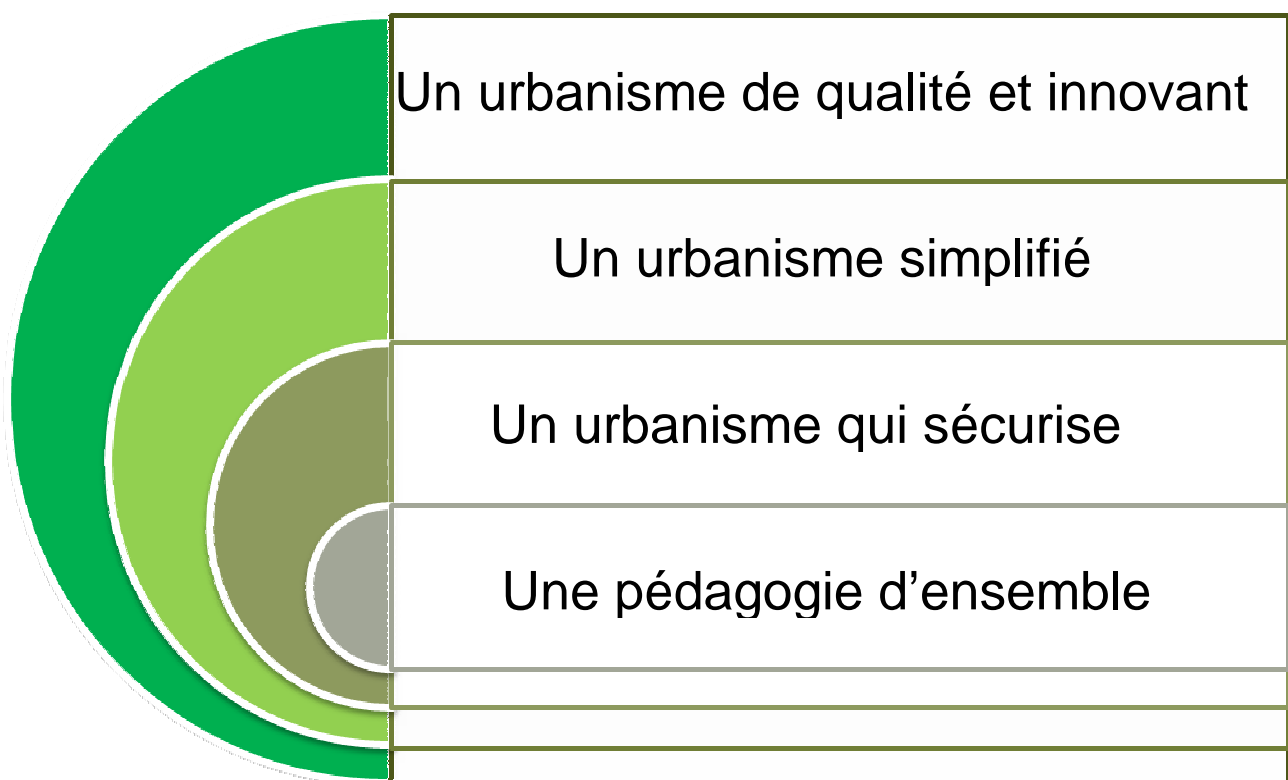 Un urbanisme de qualité et innovant
Un urbanisme simplifié
Un urbanisme qui sécurise
Une pédagogie d’ensemble